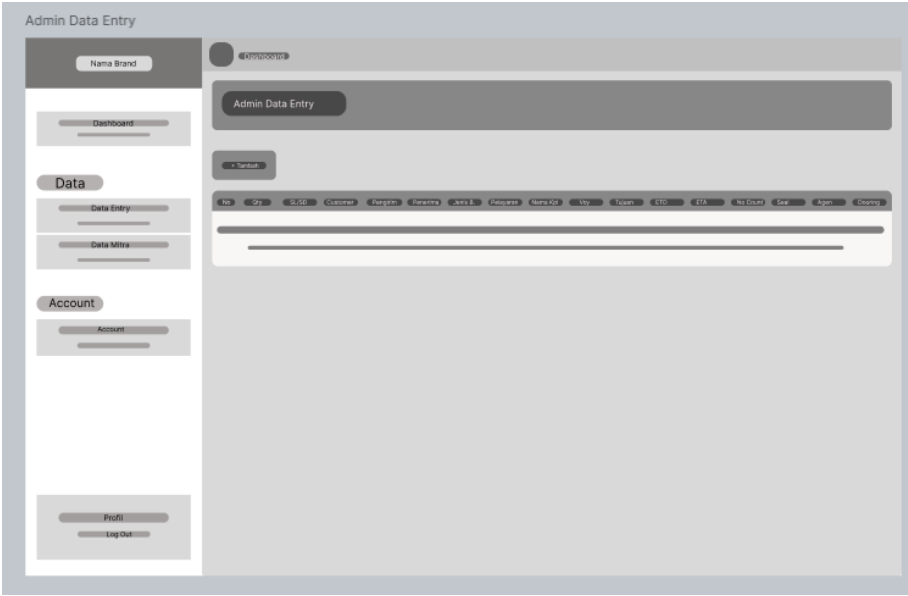 Admin Data Entry
Nama Brand
Dashboard
Dashboard
Admin Data Entry
Data
+ Tambah
No Qty SL/SD Customer Pengirim Penerima Jenis B. Pelayaran Nama Kpl Voy Tujuan ETD ETA No Count Seal Agen Dooring
Data Entry
Data Mitra
Account
Account
Profil
Log Out